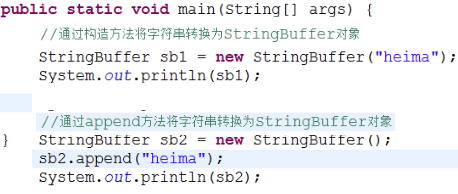 public static void main(String[] args) {
//通过构造方法将字符串转换为StringBuffer对象
StringBuffer sb1 = new StringBuffer("heima");
System.out.println(sb1);
//通过append方法将字符串转换为StringBuffer对象
} StringBuffer sb2 = new StringBuffer();
sb2.append("heima");
System.out.println(sb2);